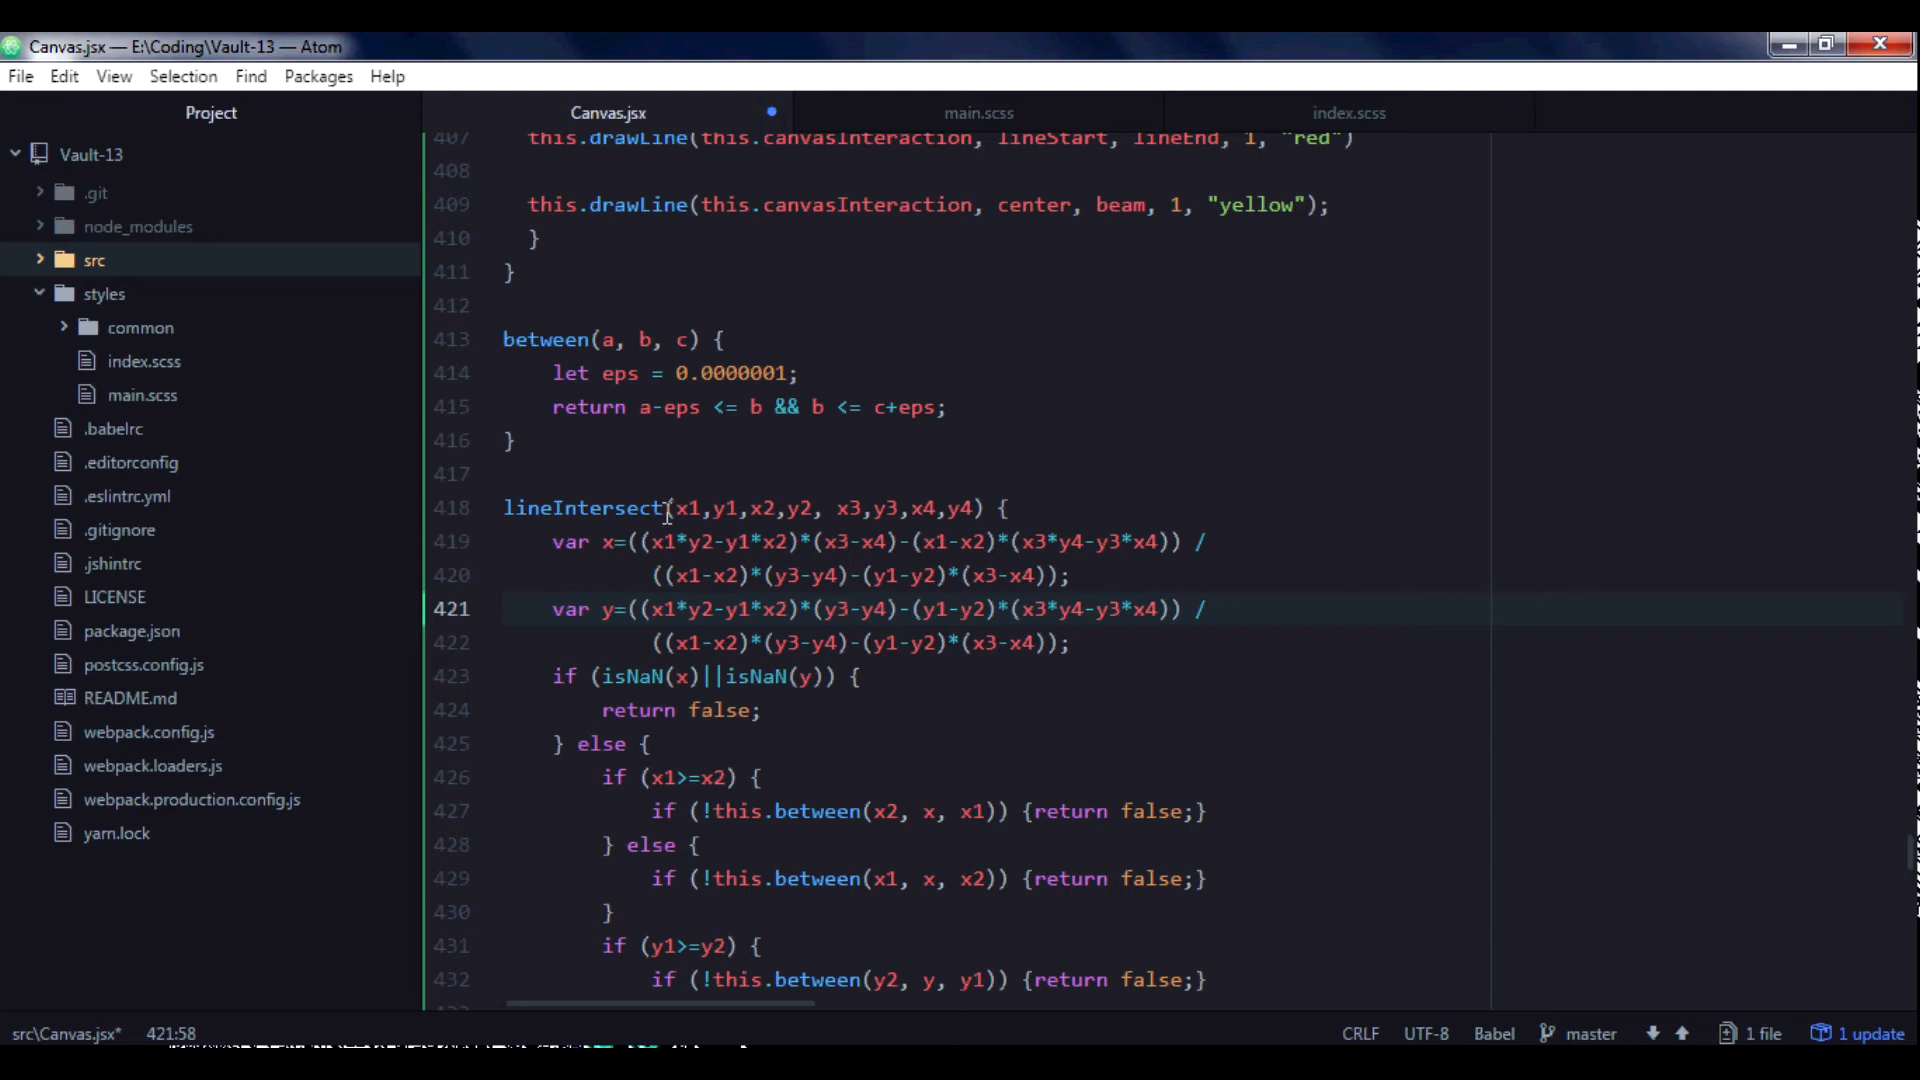 Canvas.jsx — E:\Coding\Vault-13 — Atom
File Edit View Selection Find Packages Help
Project
Canvas.jsx main.scss index.scss
Vault-13
.git
node_modules
src
styles
common
index.scss
main.scss
.babelrc
.editorconfig
.eslintrc.yml
.gitignore
.jshintrc
LICENSE
package.json
postcss.config.js
README.md
webpack.config.js
webpack.loaders.js
webpack.production.config.js
yarn.lock
407 this.drawLine(this.canvasInteraction, lineStart, lineEnd, 1, "red")
408
409 this.drawLine(this.canvasInteraction, center, beam, 1, "yellow");
410 }
411 }
412
413 between(a, b, c) {
414 let eps = 0.0000001;
415 return a-eps <= b && b <= c+eps;
416 }
417
418 lineIntersect(x1,y1,x2,y2, x3,y3,x4,y4) {
419 var x=((x1*y2-y1*x2)*(x3-x4)-(x1-x2)*(x3*y4-y3*x4)) /
420 ((x1-x2)*(y3-y4)-(y1-y2)*(x3-x4));
421 var y=((x1*y2-y1*x2)*(y3-y4)-(y1-y2)*(x3*y4-y3*x4)) /
422 ((x1-x2)*(y3-y4)-(y1-y2)*(x3-x4));
423 if (isNaN(x)||isNaN(y)) {
424 return false;
425 } else {
426 if (x1>=x2) {
427 if (!this.between(x2, x, x1)) {return false;}
428 } else {
429 if (!this.between(x1, x, x2)) {return false;}
430 }
431 if (y1>=y2) {
432 if (!this.between(y2, y, y1)) {return false;}
src\Canvas.jsx* 421:58 CRLF UTF-8 Babel master 1 file 1 update